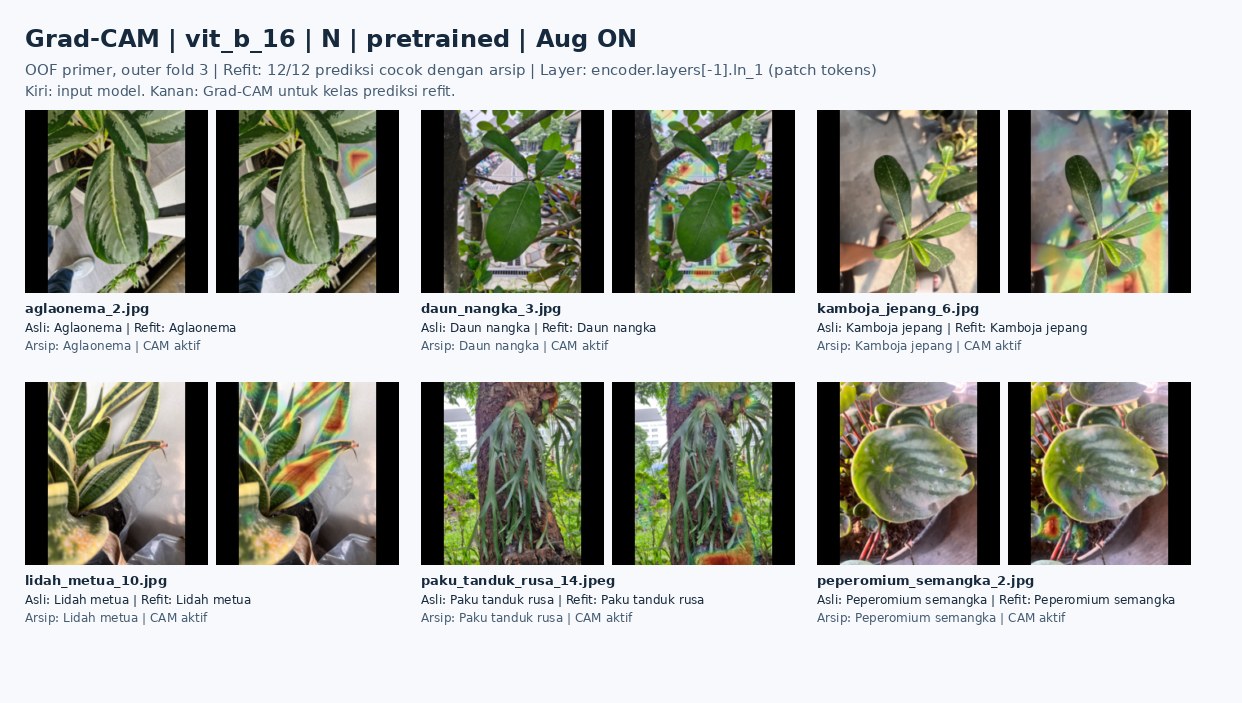 Grad-CAM | vit_b_16 | N | pretrained | Aug ON
OOF primer, outer fold 3 | Refit: 12/12 prediksi cocok dengan arsip | Layer: encoder.layers[-1].ln_1 (patch tokens)
Kiri: input model. Kanan: Grad-CAM untuk kelas prediksi refit.
aglaonema_2.jpg
Asli: Aglaonema | Refit: Aglaonema
Arsip: Aglaonema | CAM aktif
daun_nangka_3.jpg
Asli: Daun nangka | Refit: Daun nangka
Arsip: Daun nangka | CAM aktif
kamboja_jepang_6.jpg
Asli: Kamboja jepang | Refit: Kamboja jepang
Arsip: Kamboja jepang | CAM aktif
lidah_metua_10.jpg
Asli: Lidah metua | Refit: Lidah metua
Arsip: Lidah metua | CAM aktif
paku_tanduk_rusa_14.jpeg
Asli: Paku tanduk rusa | Refit: Paku tanduk rusa
Arsip: Paku tanduk rusa | CAM aktif
peperomium_semangka_2.jpg
Asli: Peperomium semangka | Refit: Peperomium semangka
Arsip: Peperomium semangka | CAM aktif